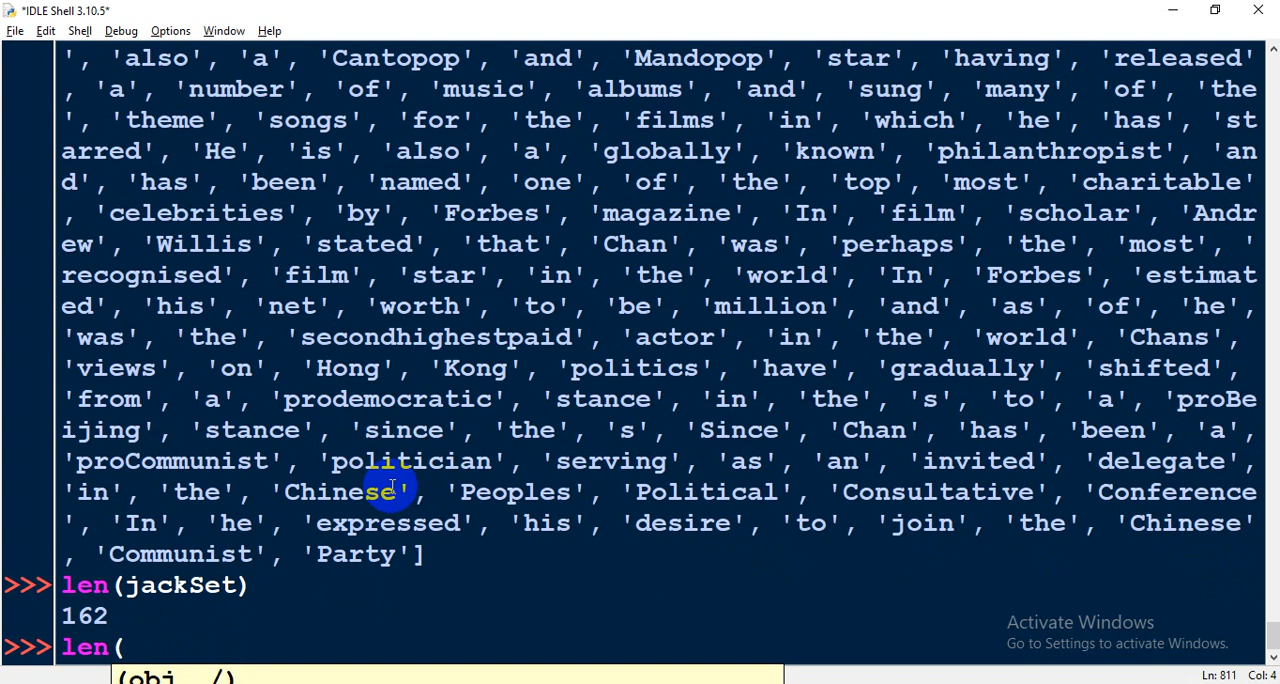 *IDLE Shell 3.10.5*
File Edit Shell Debug Options Window Help
', 'also', 'a', 'Cantopop', 'and', 'Mandopop', 'star', 'having', 'released'
, 'a', 'number', 'of', 'music', 'albums', 'and', 'sung', 'many', 'of', 'the
', 'theme', 'songs', 'for', 'the', 'films', 'in', 'which', 'he', 'has', 'st
arred', 'He', 'is', 'also', 'a', 'globally', 'known', 'philanthropist', 'an
d', 'has', 'been', 'named', 'one', 'of', 'the', 'top', 'most', 'charitable'
, 'celebrities', 'by', 'Forbes', 'magazine', 'In', 'film', 'scholar', 'Andr
ew', 'Willis', 'stated', 'that', 'Chan', 'was', 'perhaps', 'the', 'most', '
recognised', 'film', 'star', 'in', 'the', 'world', 'In', 'Forbes', 'estimat
ed', 'his', 'net', 'worth', 'to', 'be', 'million', 'and', 'as', 'of', 'he',
'was', 'the', 'secondhighestpaid', 'actor', 'in', 'the', 'world', 'Chans',
'views', 'on', 'Hong', 'Kong', 'politics', 'have', 'gradually', 'shifted',
'from', 'a', 'prodemocratic', 'stance', 'in', 'the', 's', 'to', 'a', 'proBe
ijing', 'stance', 'since', 'the', 's', 'Since', 'Chan', 'has', 'been', 'a',
'proCommunist', 'politician', 'serving', 'as', 'an', 'invited', 'delegate',
'in', 'the', 'Chinese', 'Peoples', 'Political', 'Consultative', 'Conference
', 'In', 'he', 'expressed', 'his', 'desire', 'to', 'join', 'the', 'Chinese'
, 'Communist', 'Party']
>>> len(jackSet)
162
>>> len(
(obj, /)
Activate Windows
Go to Settings to activate Windows.
Ln: 811 Col: 4